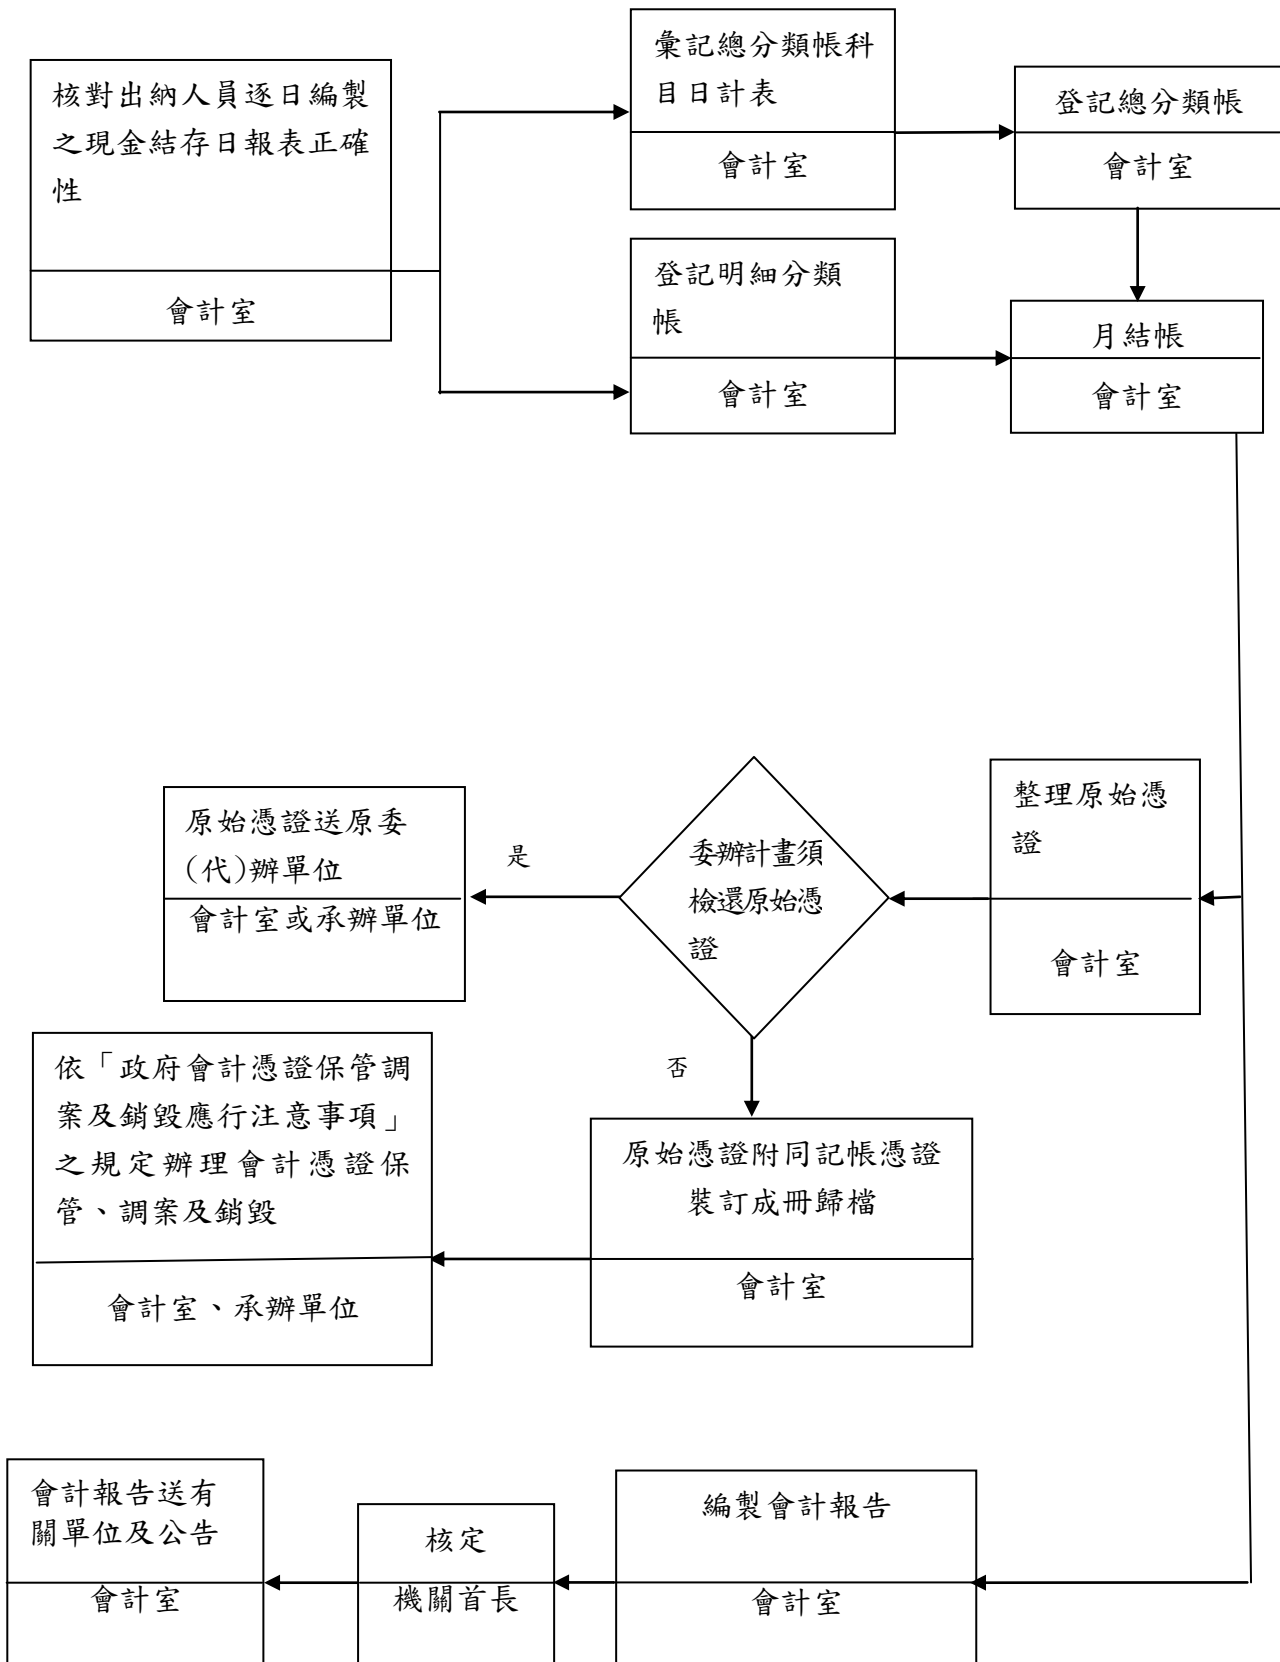 核對出納人員逐日編製
之現金結存日報表正確
性
會計室
彙記總分類帳科
目日計表
會計室
登記總分類帳
會計室
登記明細分類
帳
會計室
月結帳
會計室
整理原始憑
證
會計室
委辦計畫須
檢還原始憑
證
是
原始憑證送原委
(代)辦單位
會計室或承辦單位
否
原始憑證附同記帳憑證
裝訂成冊歸檔
會計室
依「政府會計憑證保管調
案及銷毀應行注意事項」
之規定辦理會計憑證保
管、調案及銷毀
會計室、承辦單位
編製會計報告
會計室
核定
機關首長
會計報告送有
關單位及公告
會計室